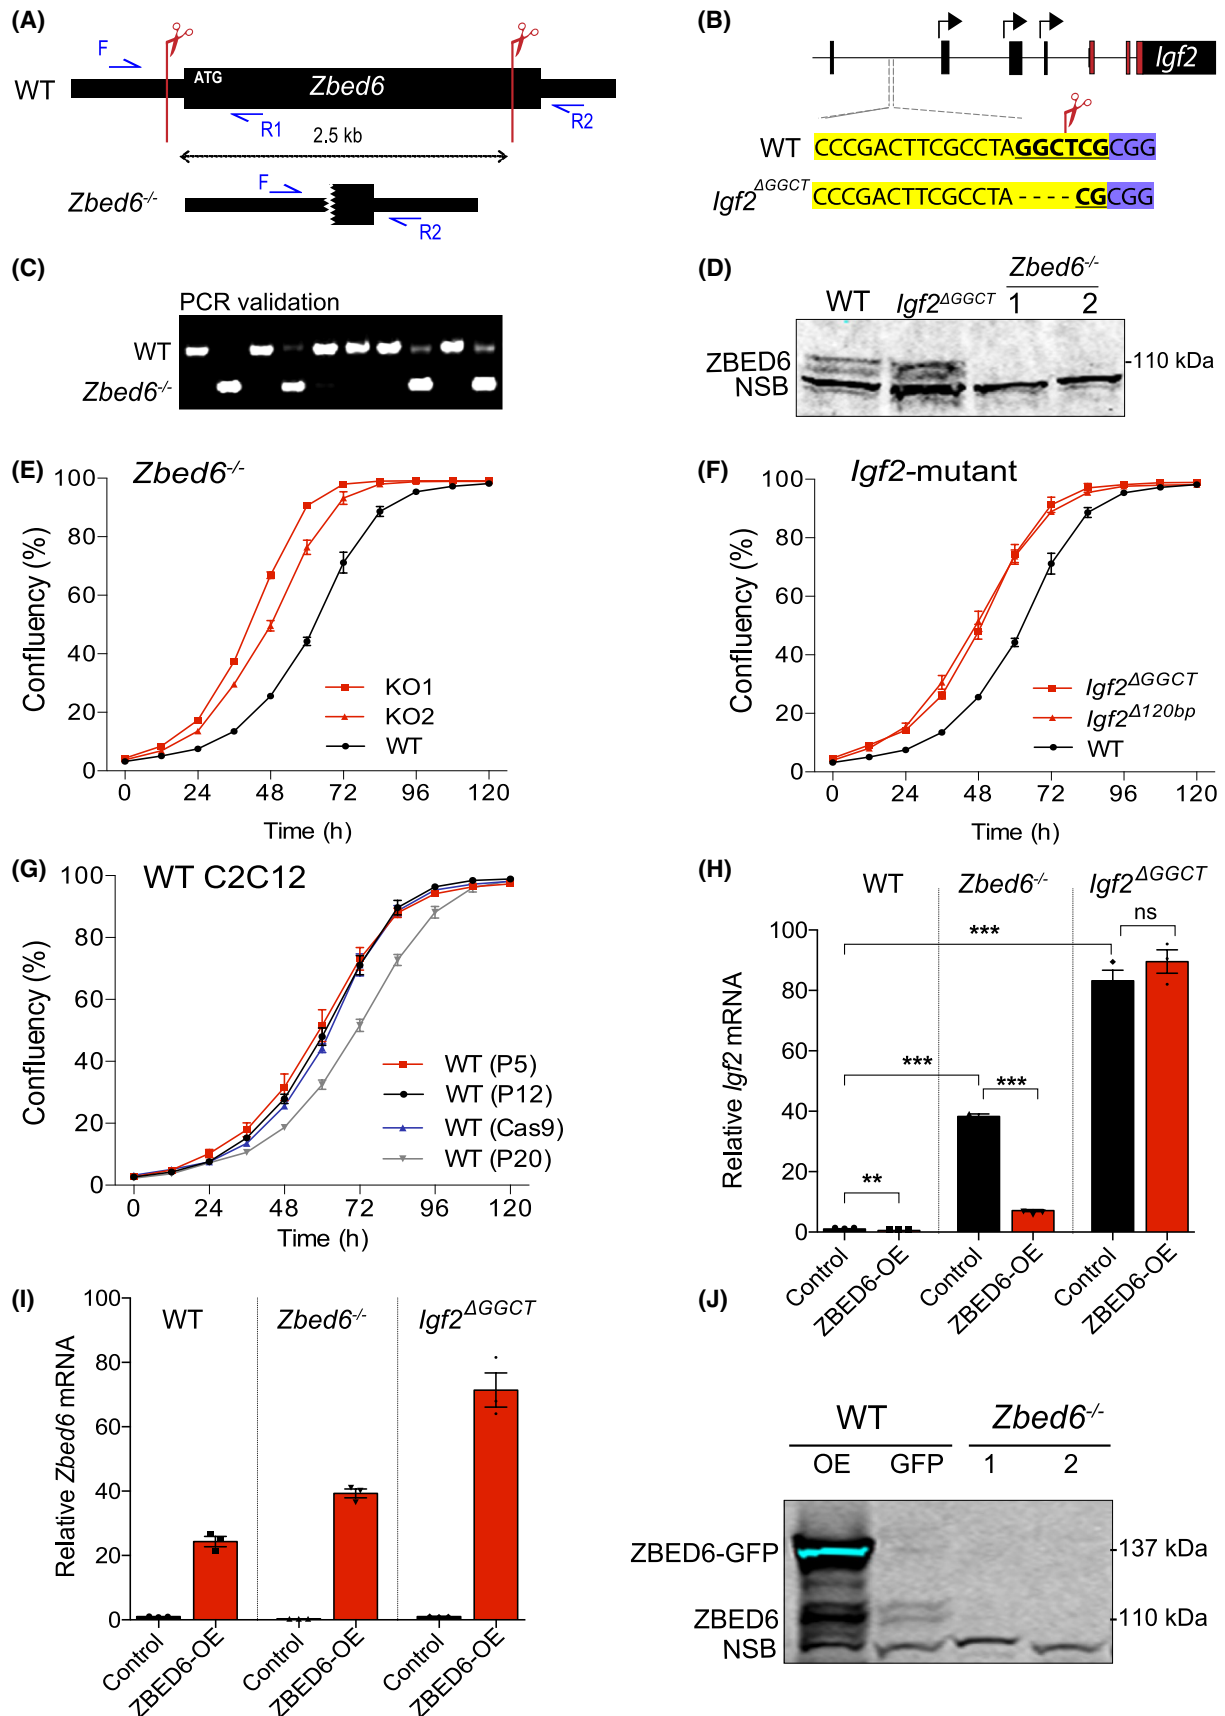 (A)
F
WT
ATG
Zbed6
R1
R2
2.5 kb
Zbed6-/-
F
R2
(B)
Igf2
WT
CCCGACTTCGCCTAGGCTCGCGG
Igf2ΔGGCT
CCCGACTTCGCCTA----CGCGG
(C)
PCR validation
WT
Zbed6-/-
(D)
WT
Igf2ΔGGCT
Zbed6-/-
1
2
ZBED6
NSB
-110 kDa
(E)
Zbed6-/-
Confluency (%)
100
80
60
40
20
0
KO1
KO2
WT
0 24 48 72 96 120
Time (h)
(F)
Igf2-mutant
Confluency (%)
100
80
60
40
20
0
Igf2ΔGGCT
Igf2Δ120bp
WT
0 24 48 72 96 120
Time (h)
(G)
WT C2C12
Confluency (%)
100
80
60
40
20
0
WT (P5)
WT (P12)
WT (Cas9)
WT (P20)
0 24 48 72 96 120
Time (h)
(H)
WT
Zbed6-/-
Igf2ΔGGCT
Relative Igf2 mRNA
100
80
60
40
20
0
***
ns
***
***
**
Control
ZBED6-OE
Control
ZBED6-OE
Control
ZBED6-OE
(I)
WT
Zbed6-/-
Igf2ΔGGCT
Relative Zbed6 mRNA
100
80
60
40
20
0
Control
ZBED6-OE
Control
ZBED6-OE
Control
ZBED6-OE
(J)
WT
Zbed6-/-
OE
GFP
1
2
ZBED6-GFP
-137 kDa
ZBED6
-110 kDa
NSB